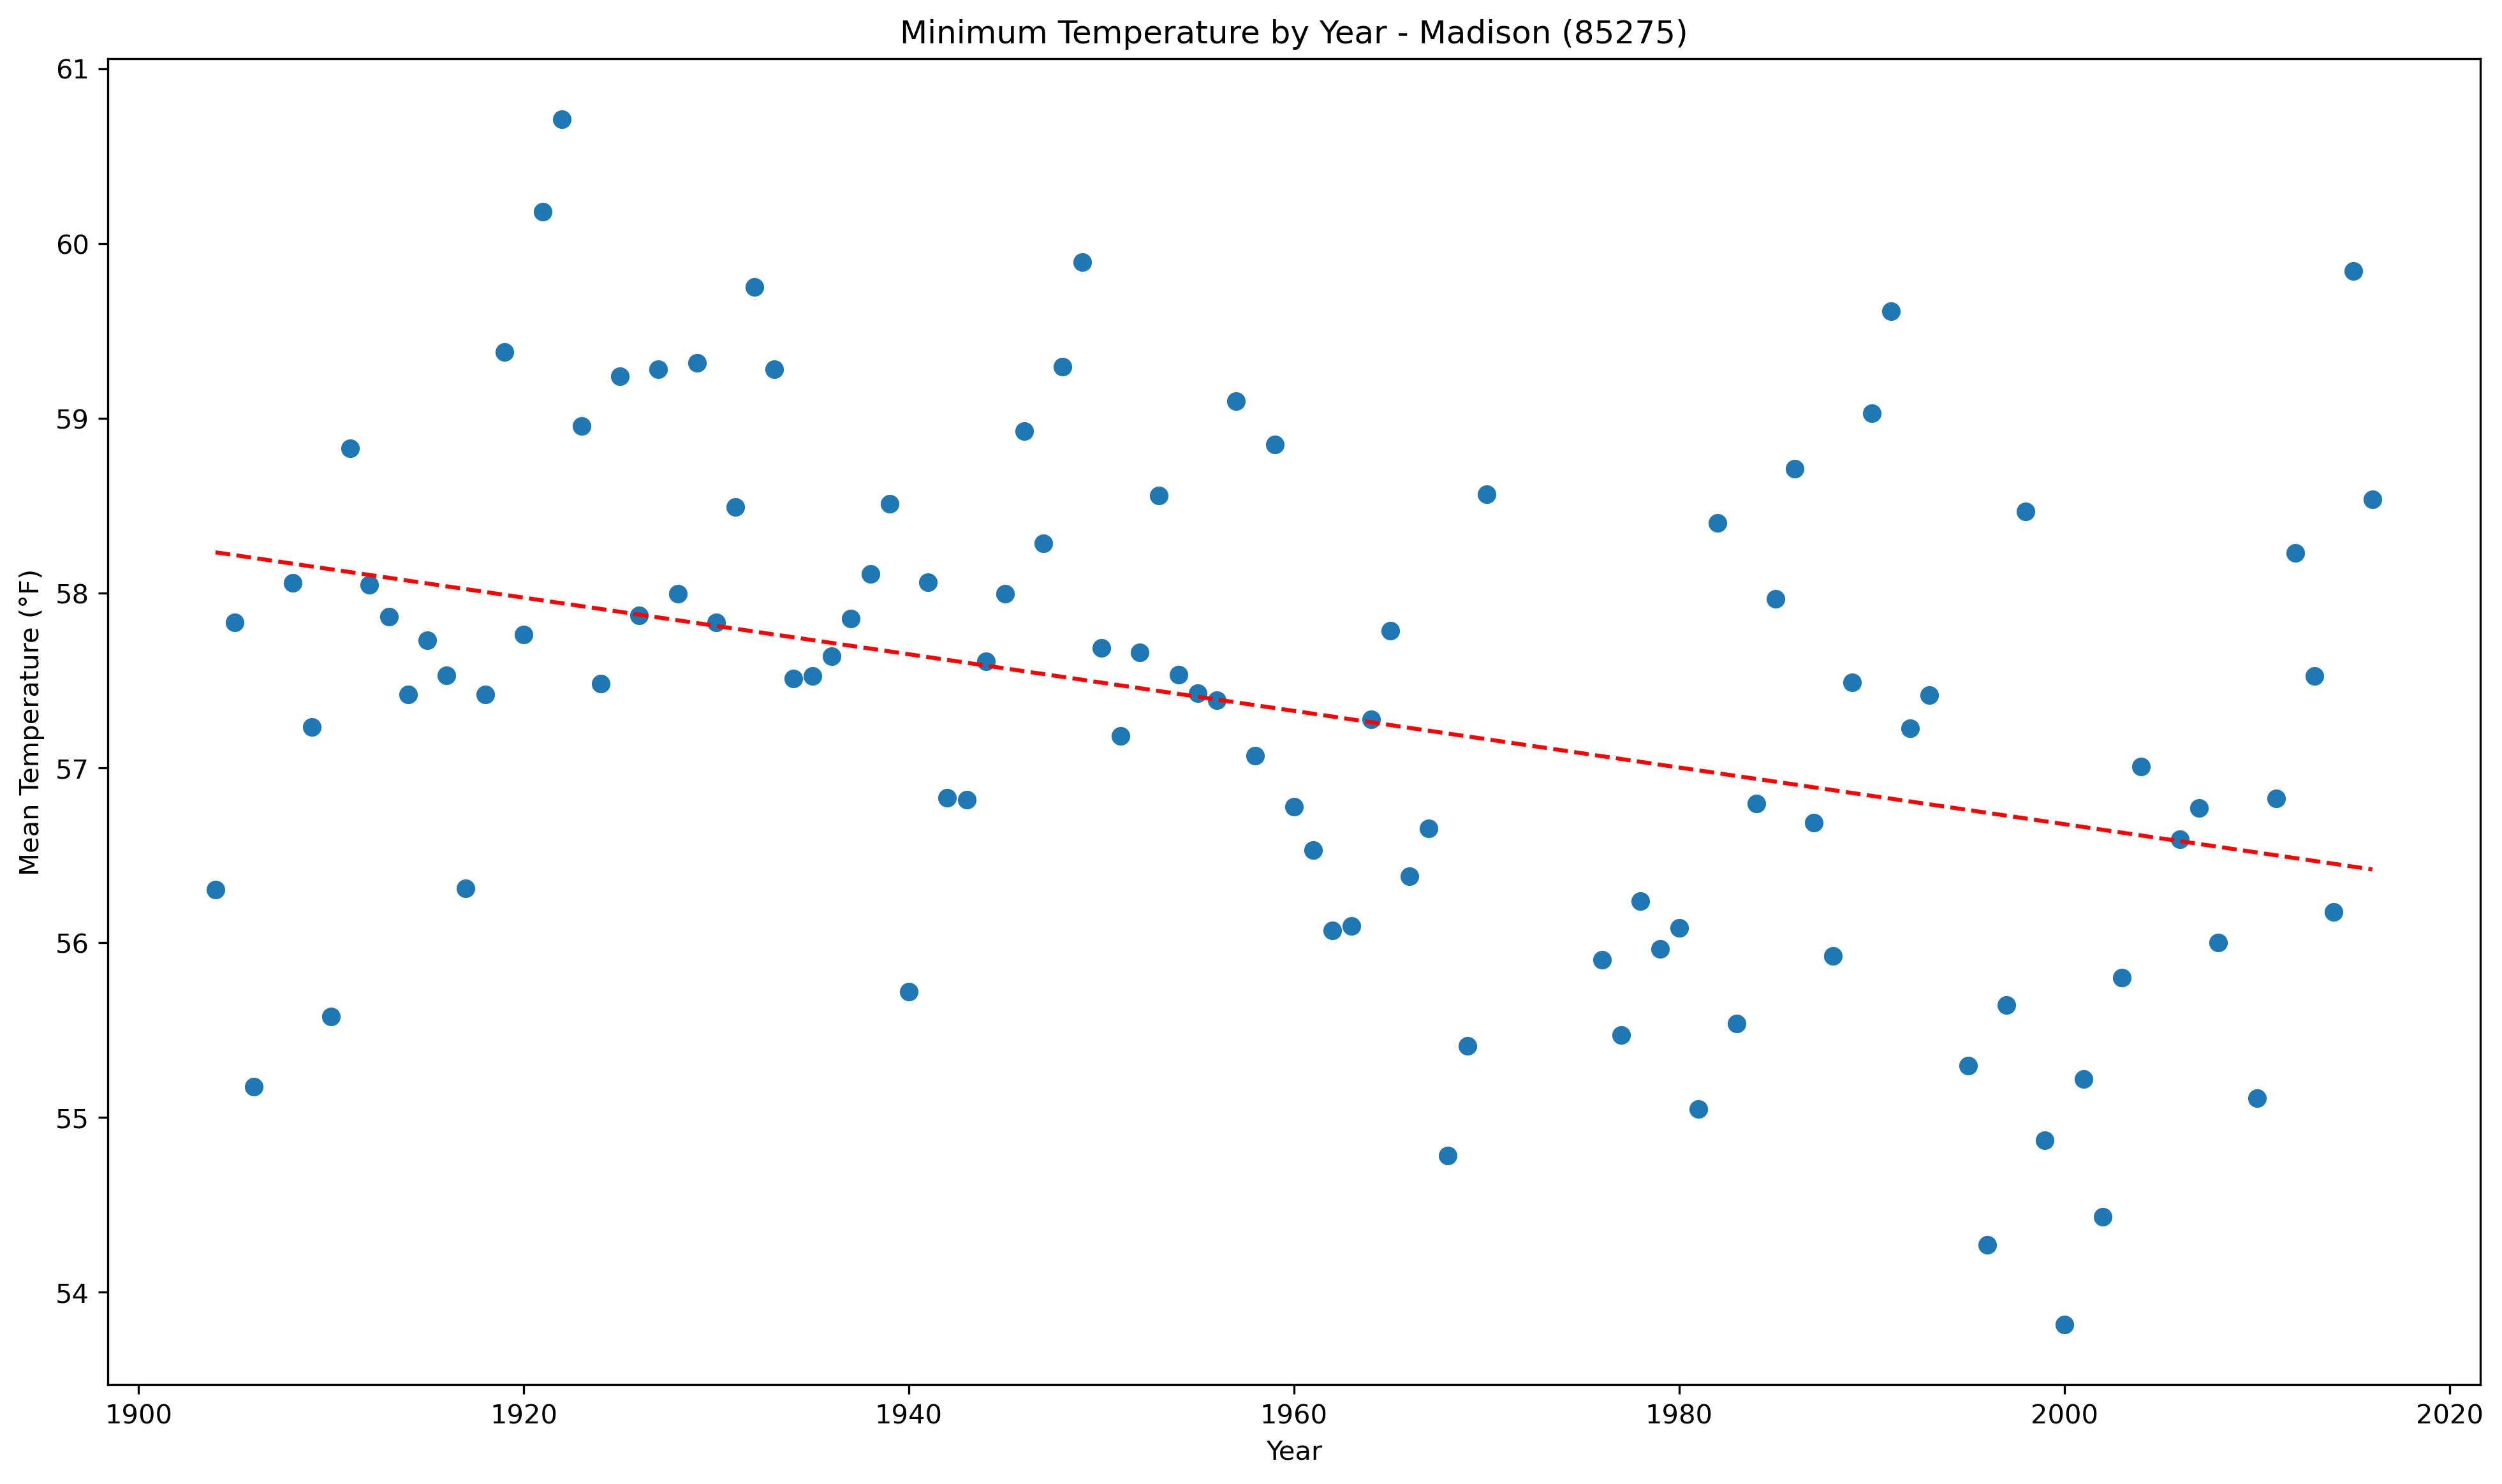 Minimum Temperature by Year - Madison (85275)
61
60
59
58
57
56
55
54
Mean Temperature (°F)
1900 1920 1940 1960 1980 2000 2020
Year